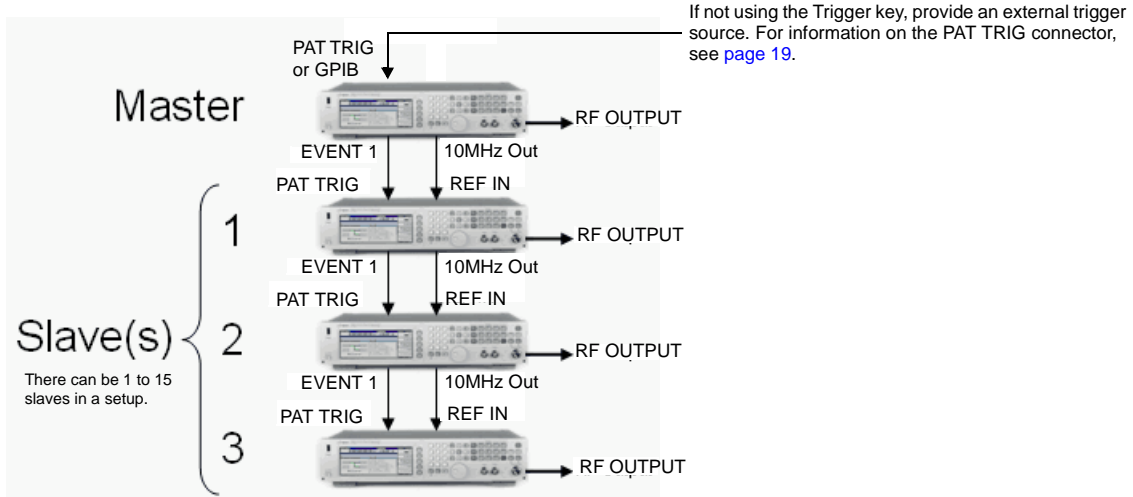 If not using the Trigger key, provide an external trigger
source. For information on the PAT TRIG connector,
see page 19.
PAT TRIG
or GPIB
Master
RF OUTPUT
EVENT 1
10MHz Out
PAT TRIG
REF IN
1
RF OUTPUT
EVENT 1
10MHz Out
PAT TRIG
REF IN
Slave(s)
2
RF OUTPUT
There can be 1 to 15
slaves in a setup.
EVENT 1
10MHz Out
PAT TRIG
REF IN
3
RF OUTPUT